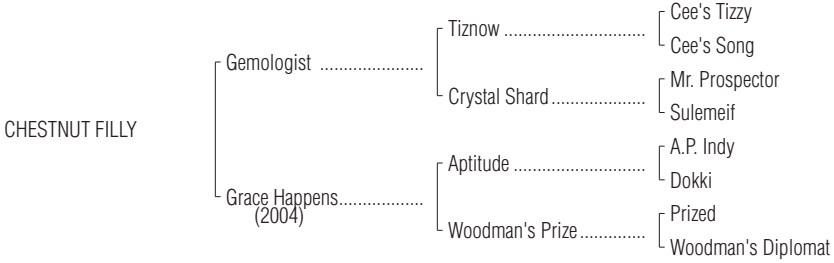 Cee's Tizzy
Tiznow ..............................
Cee's Song
Gemologist ......................
Mr. Prospector
Crystal Shard....................
Sulemeif
CHESTNUT FILLY
A.P. Indy
Aptitude ............................
Dokki
Grace Happens..................
(2004)
Prized
Woodman's Prize..............
Woodman's Diplomat